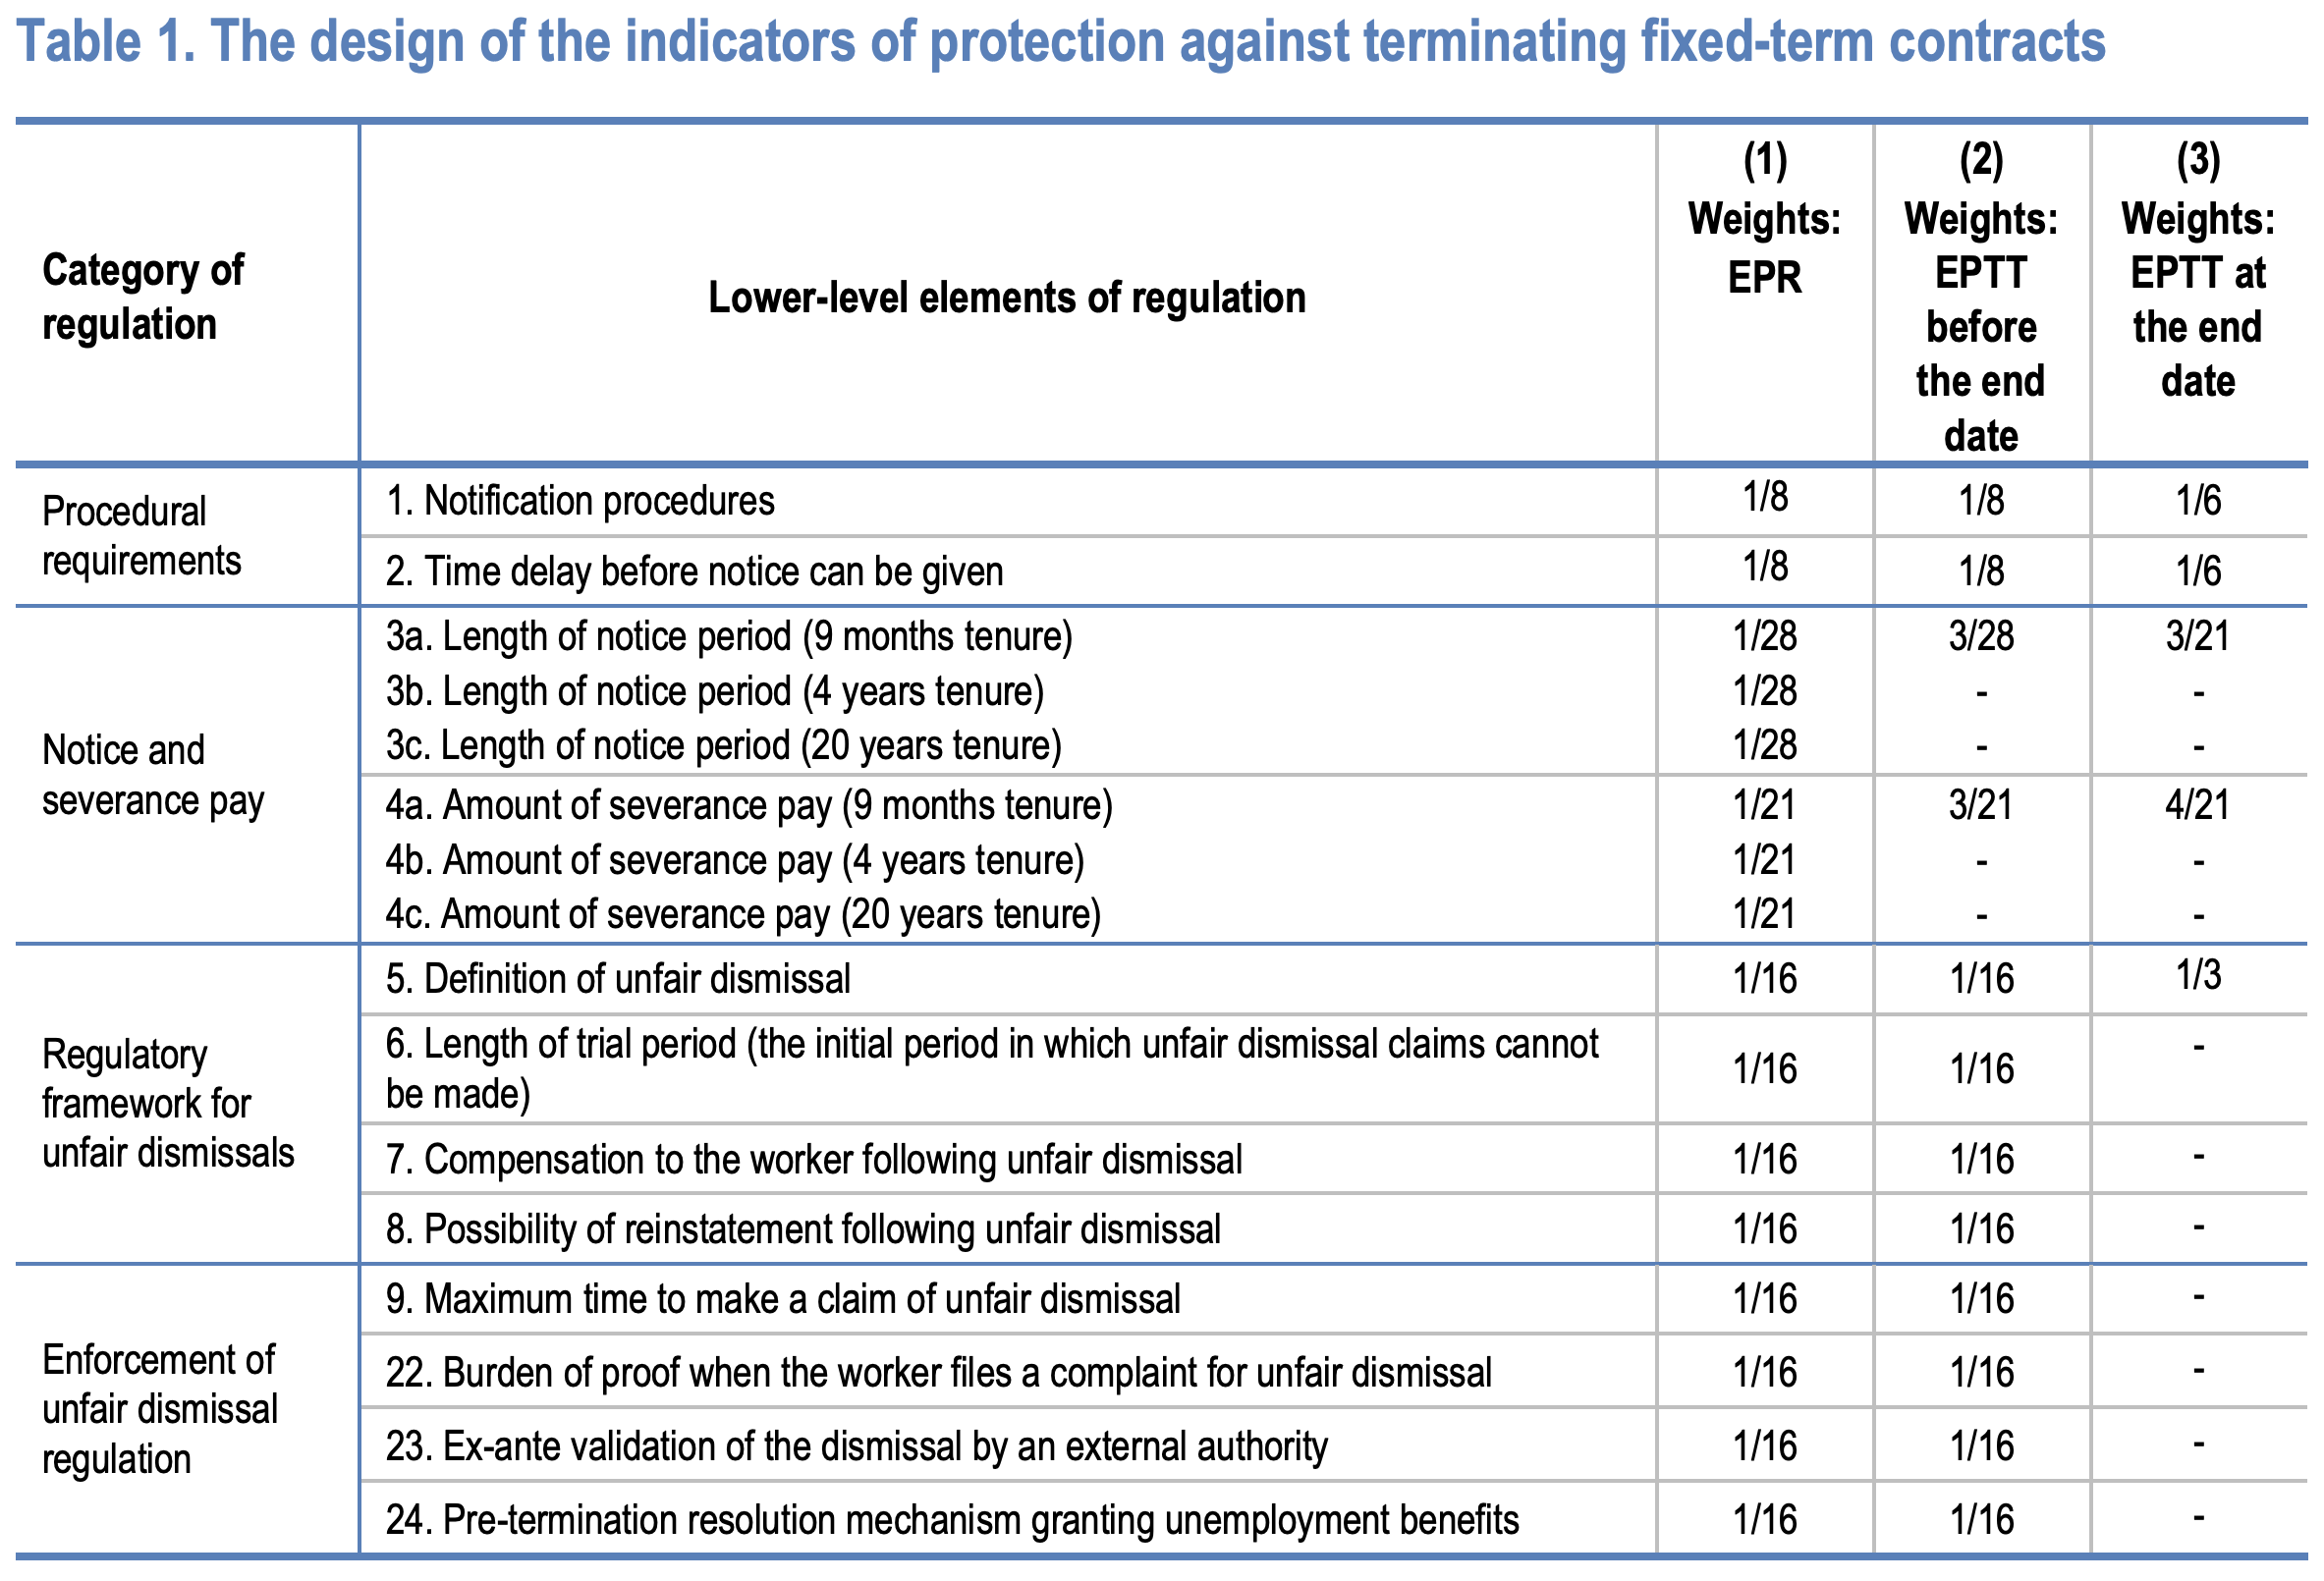 Table 1. The design of the indicators of protection against terminating fixed-term contracts
Category of
regulation
Lower-level elements of regulation
(1)
Weights:
EPR
(2)
Weights:
EPTT
before
the end
date
(3)
Weights:
EPTT at
the end
date
Procedural
requirements
1. Notification procedures
1/8
1/8
1/6
2. Time delay before notice can be given
1/8
1/8
1/6
Notice and
severance pay
3a. Length of notice period (9 months tenure)
1/28
3/28
3/21
3b. Length of notice period (4 years tenure)
1/28
-
-
3c. Length of notice period (20 years tenure)
1/28
-
-
4a. Amount of severance pay (9 months tenure)
1/21
3/21
4/21
4b. Amount of severance pay (4 years tenure)
1/21
-
-
4c. Amount of severance pay (20 years tenure)
1/21
-
-
Regulatory
framework for
unfair dismissals
5. Definition of unfair dismissal
1/16
1/16
1/3
6. Length of trial period (the initial period in which unfair dismissal claims cannot
be made)
1/16
1/16
-
7. Compensation to the worker following unfair dismissal
1/16
1/16
-
8. Possibility of reinstatement following unfair dismissal
1/16
1/16
-
Enforcement of
unfair dismissal
regulation
9. Maximum time to make a claim of unfair dismissal
1/16
1/16
-
22. Burden of proof when the worker files a complaint for unfair dismissal
1/16
1/16
-
23. Ex-ante validation of the dismissal by an external authority
1/16
1/16
-
24. Pre-termination resolution mechanism granting unemployment benefits
1/16
1/16
-